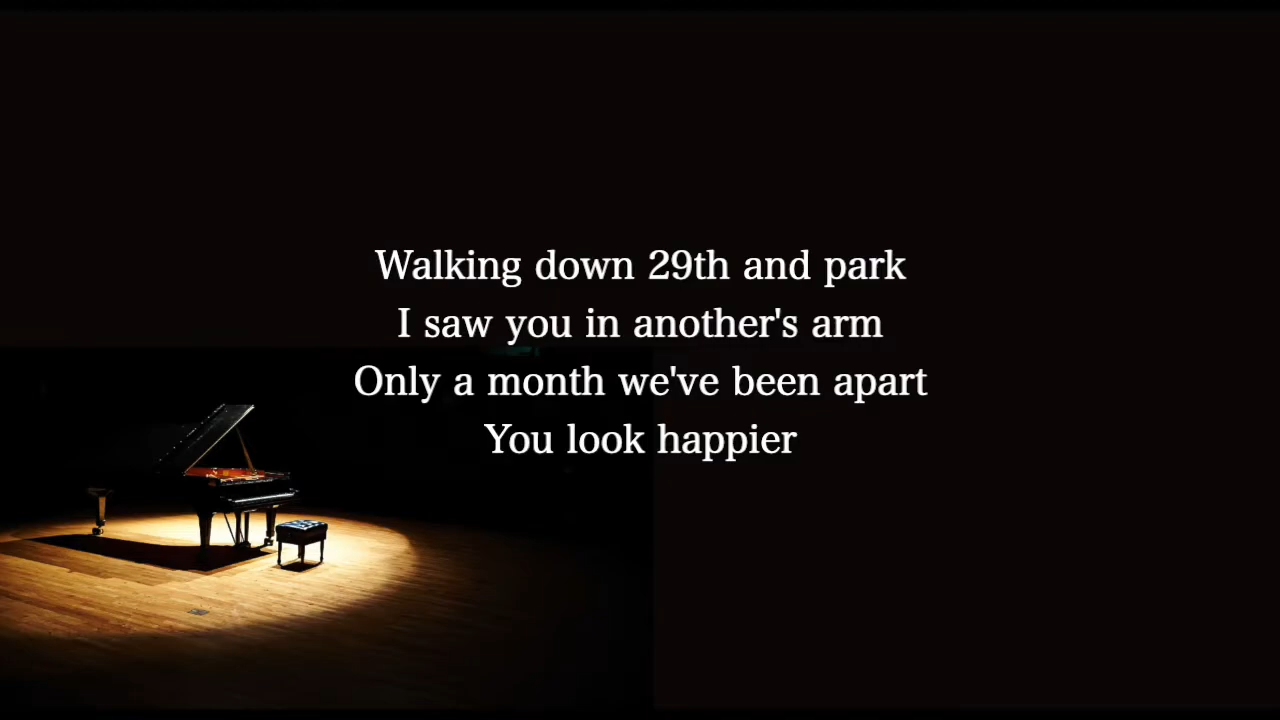 Walking down 29th and park
I saw you in another's arm
Only a month we've been apart
You look happier